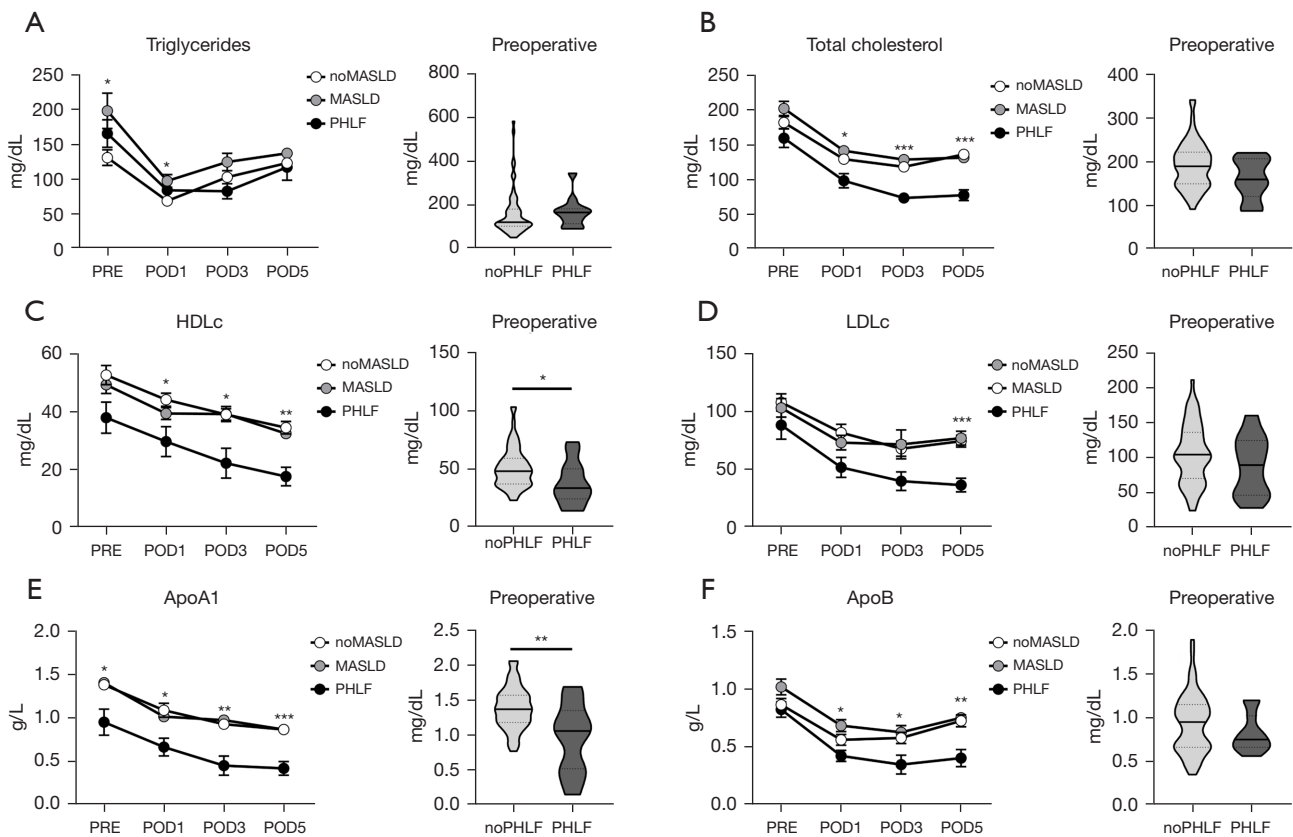 A
Triglycerides
mg/dL
250
200
150
100
50
0
*
*
PRE POD1 POD3 POD5
noMASLD
MASLD
PHLF
Preoperative
mg/dL
800
600
400
200
0
noPHLF PHLF
B
Total cholesterol
mg/dL
250
200
150
100
50
0
*
***
***
PRE POD1 POD3 POD5
noMASLD
MASLD
PHLF
Preoperative
mg/dL
400
300
200
100
0
noPHLF PHLF
C
HDLc
mg/dL
60
40
20
0
*
*
**
PRE POD1 POD3 POD5
noMASLD
MASLD
PHLF
Preoperative
mg/dL
150
100
50
0
*
noPHLF PHLF
D
LDLc
mg/dL
150
100
50
0
***
PRE POD1 POD3 POD5
noMASLD
MASLD
PHLF
Preoperative
mg/dL
250
200
150
100
50
0
noPHLF PHLF
E
ApoA1
g/L
2.0
1.5
1.0
0.5
0.0
*
*
**
***
PRE POD1 POD3 POD5
noMASLD
MASLD
PHLF
Preoperative
mg/dL
2.5
2.0
1.5
1.0
0.5
0.0
**
noPHLF PHLF
F
ApoB
g/L
1.5
1.0
0.5
0.0
*
*
**
PRE POD1 POD3 POD5
noMASLD
MASLD
PHLF
Preoperative
mg/dL
2.0
1.5
1.0
0.5
0.0
noPHLF PHLF